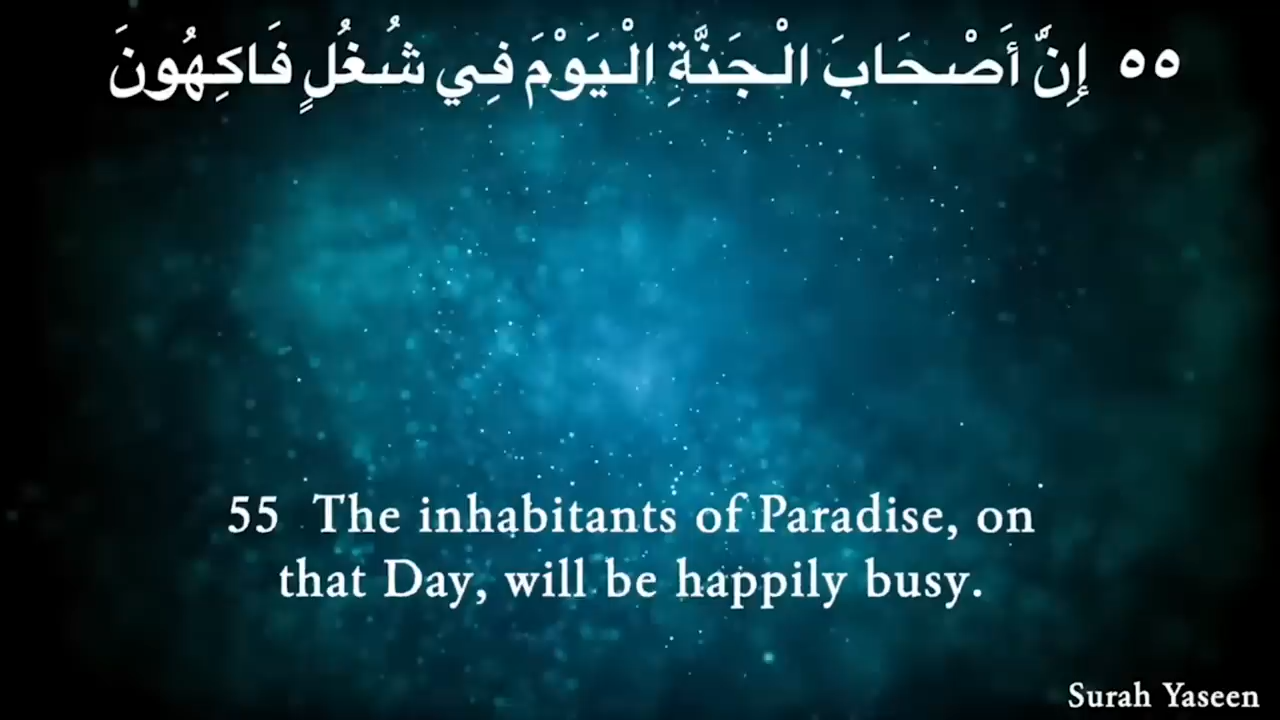 ٥٥ إِنَّ أَصْحَابَ الْجَنَّةِ الْيَوْمَ فِي شُغُلٍ فَاكِهُونَ
55 The inhabitants of Paradise, on
that Day, will be happily busy.
Surah Yaseen